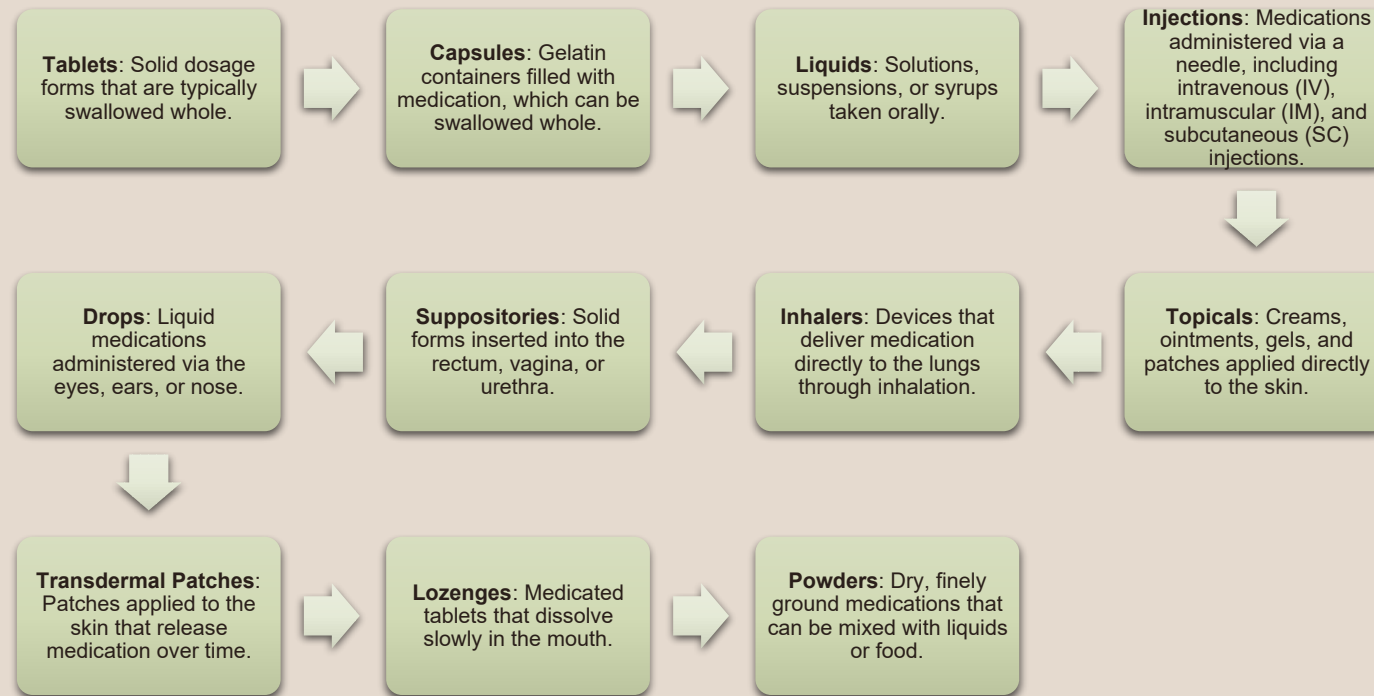 Tablets: Solid dosage
forms that are typically
swallowed whole.
Capsules: Gelatin
containers filled with
medication, which can be
swallowed whole.
Liquids: Solutions,
suspensions, or syrups
taken orally.
Injections: Medications
administered via a
needle, including
intravenous (IV),
intramuscular (IM), and
subcutaneous (SC)
injections.
Topicals: Creams,
ointments, gels, and
patches applied directly
to the skin.
Inhalers: Devices that
deliver medication
directly to the lungs
through inhalation.
Suppositories: Solid
forms inserted into the
rectum, vagina, or
urethra.
Drops: Liquid
medications
administered via the
eyes, ears, or nose.
Transdermal Patches:
Patches applied to the
skin that release
medication over time.
Lozenges: Medicated
tablets that dissolve
slowly in the mouth.
Powders: Dry, finely
ground medications that
can be mixed with liquids
or food.